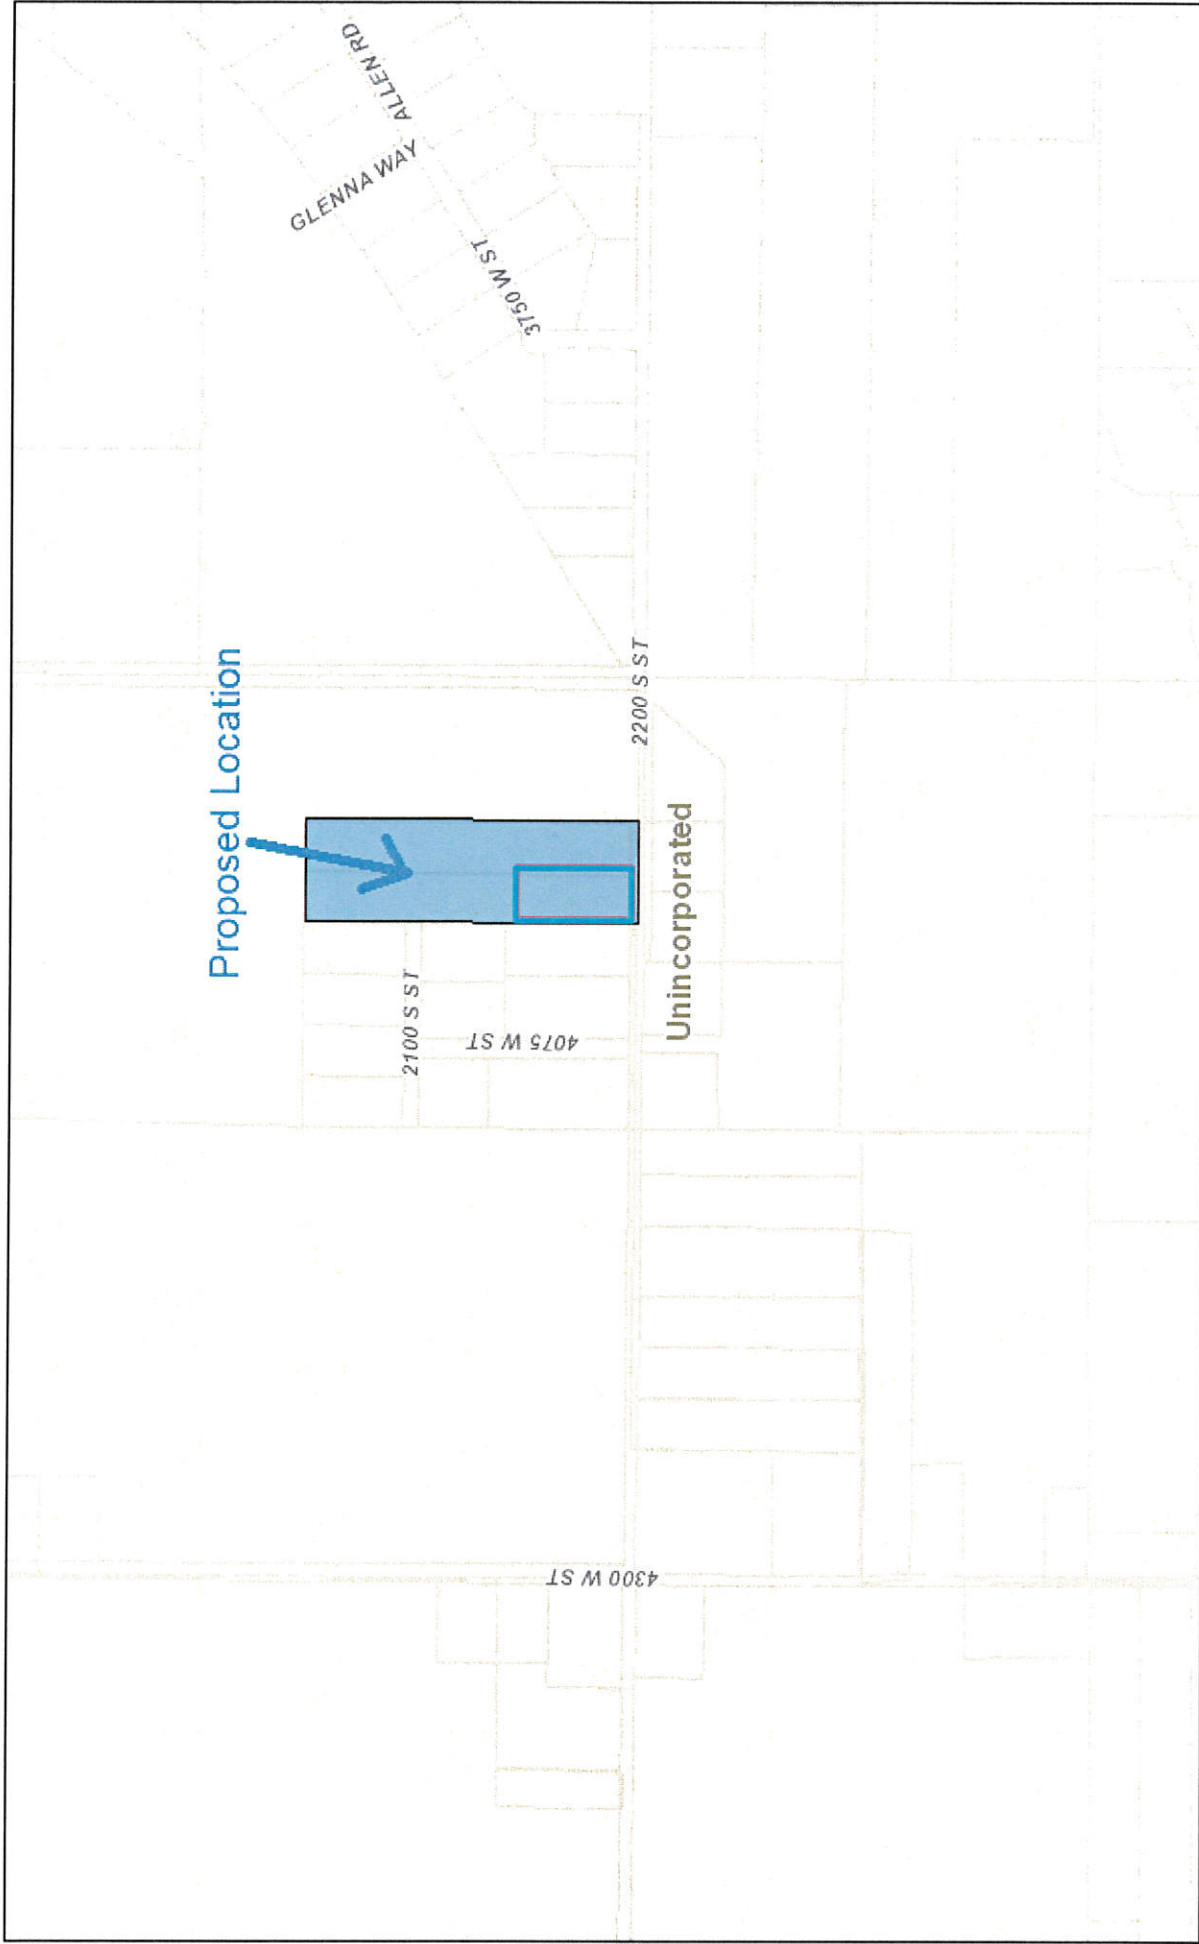 Proposed Location
2100 S ST
4075 W ST
4300 W ST
Unincorporated
2200 S ST
3750 W ST
GLENNA WAY
ALLEN RD